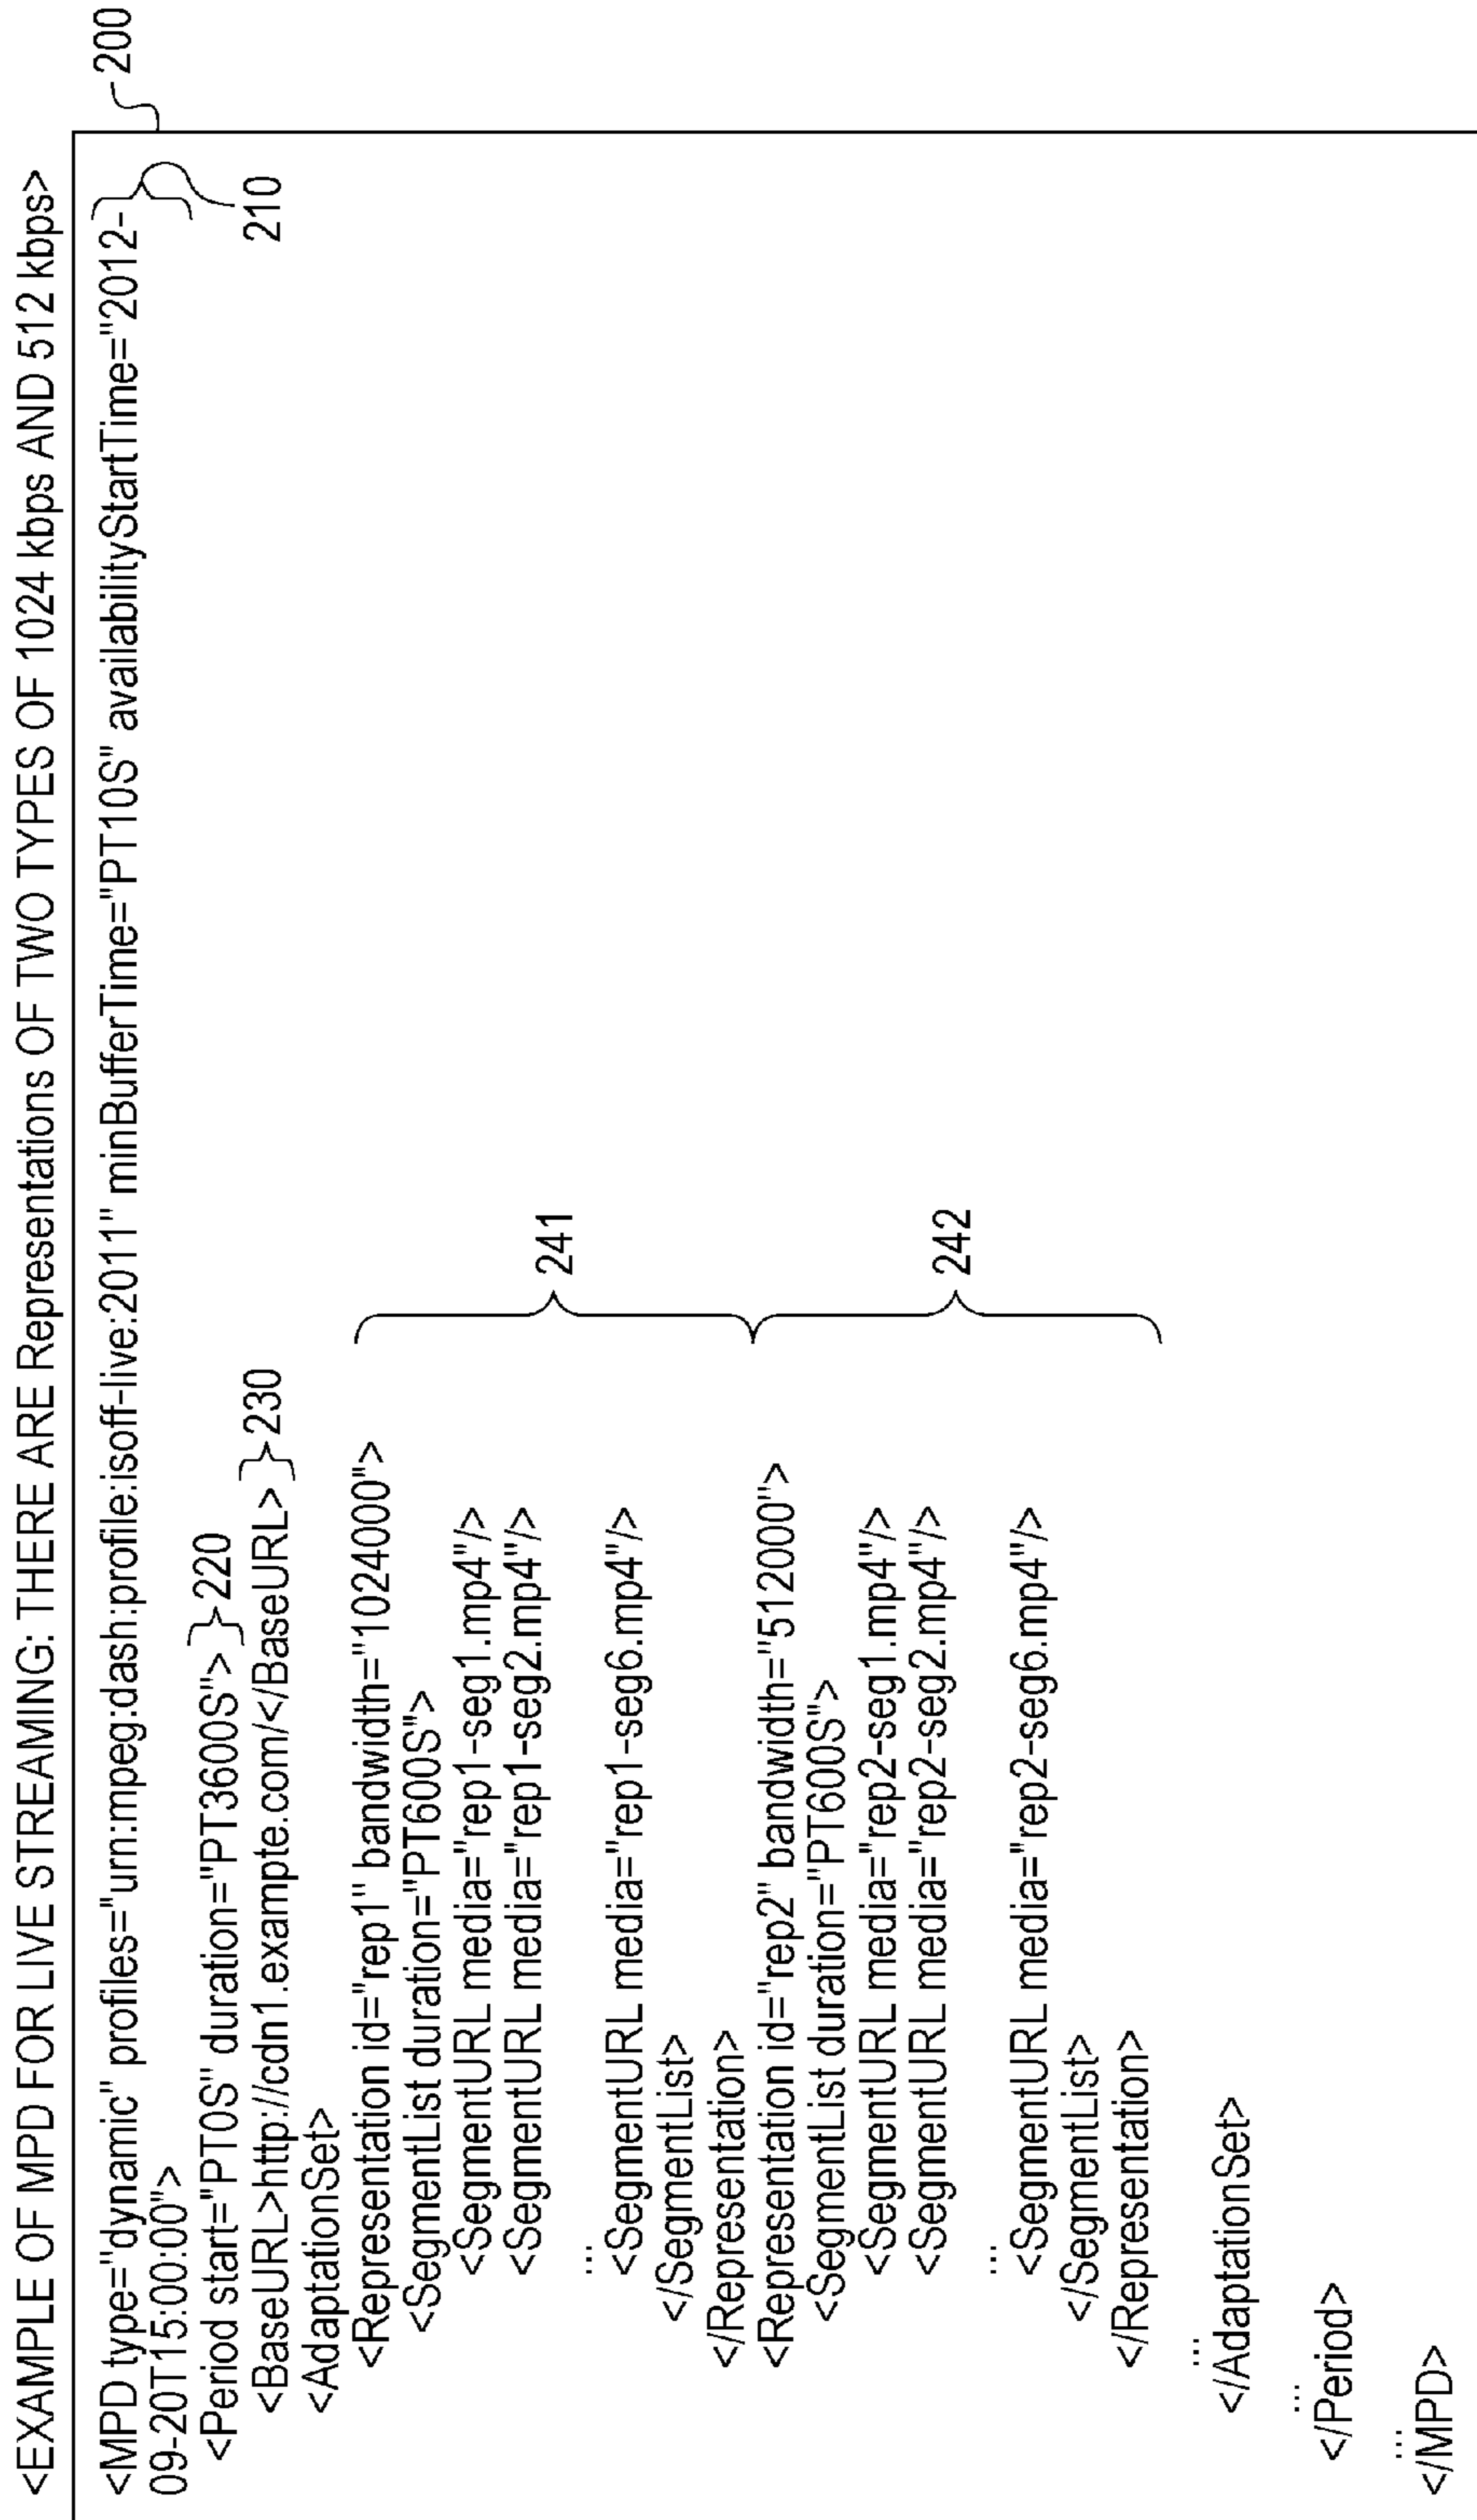 <EXAMPLE OF MPD FOR LIVE STREAMING: THERE ARE Representations OF TWO TYPES OF 1024 kbps AND 512 kbps>
200
<MPD type="dynamic" profiles="urn:mpeg:dash:profile:isoff-live:2011" minBufferTime="PT10S" availabilityStartTime="2012-
09-20T15:00:00">
210
<Period start="PT0S" duration="PT3600S"> 220
<BaseURL>http://cdn1.exampte.com/</BaseURL> 230
<AdaptationSet>
<Representation id="rep1" bandwidth="1024000">
<SegmentList duration="PT600S">
<SegmentURL media="rep1-seg1.mp4"/>
<SegmentURL media="rep1-seg2.mp4"/>
241
...
<SegmentURL media="rep1-seg6.mp4"/>
</SegmentList>
</Representation>
<Representation id="rep2" bandwidth="512000">
<SegmentList duration="PT600S">
<SegmentURL media="rep2-seg1.mp4"/>
<SegmentURL media="rep2-seg2.mp4"/>
242
...
<SegmentURL media="rep2-seg6.mp4"/>
</SegmentList>
</Representation>
...
</AdaptationSet>
...
</Period>
...
</MPD>